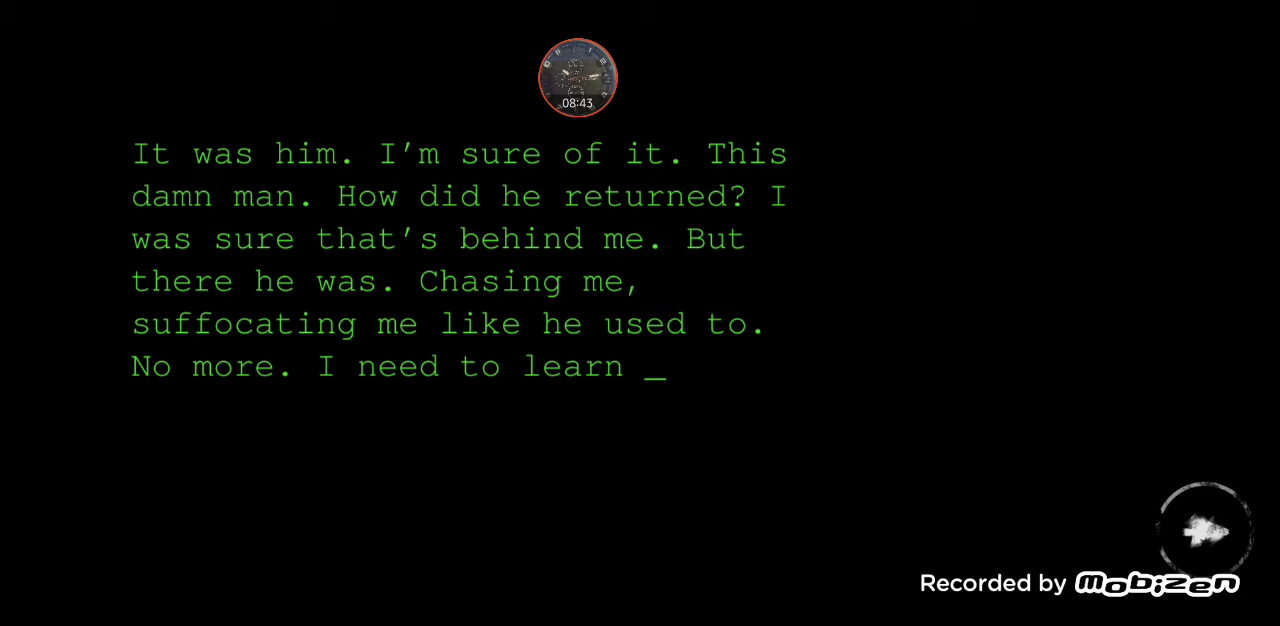 08:43
It was him. I'm sure of it. This
damn man. How did he returned? I
was sure that's behind me. But
there he was. Chasing me,
suffocating me like he used to.
No more. I need to learn _
Recorded by Mobizen